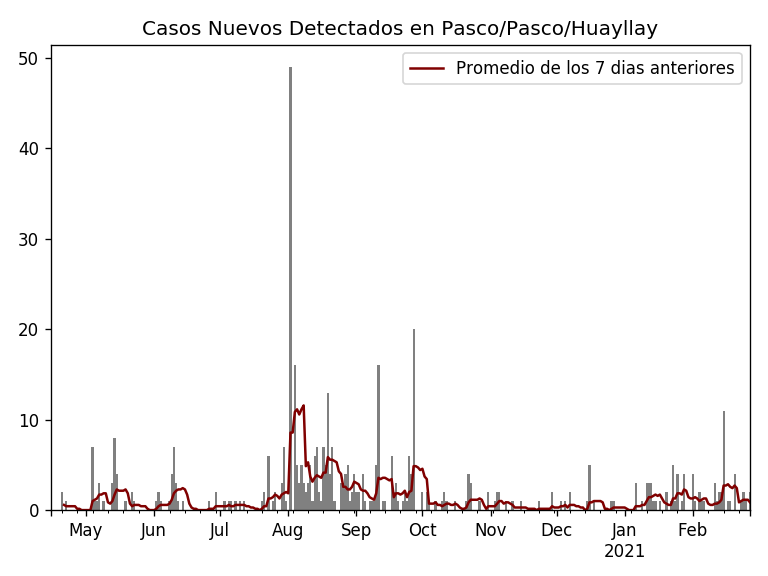 Casos Nuevos Detectados en Pasco/Pasco/Huayllay
Promedio de los 7 dias anteriores
50
40
30
20
10
0
May Jun Jul Aug Sep Oct Nov Dec Jan Feb
2021